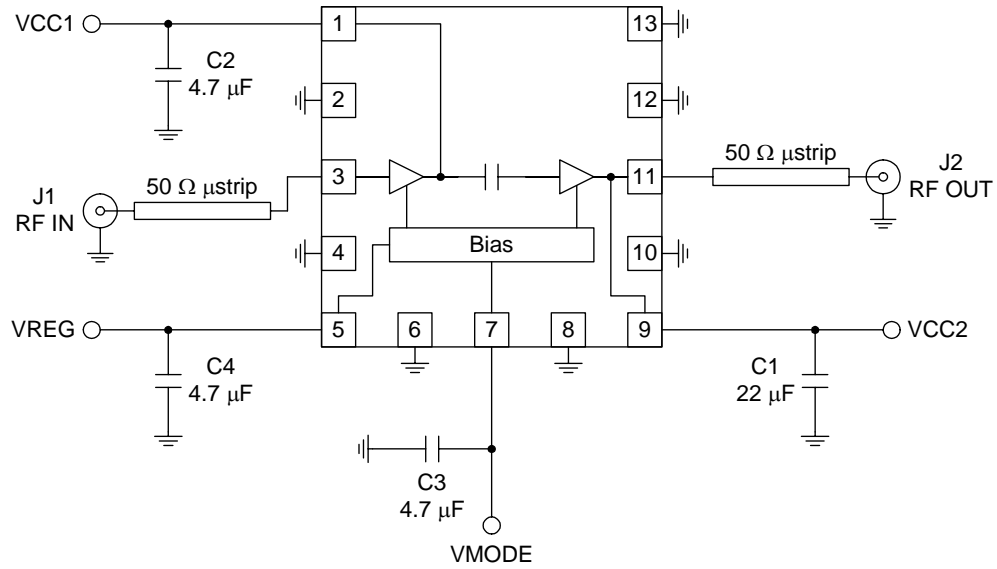 VCC1
1
13
C2
4.7 μF
2
12
50 Ω μstrip
3
11
50 Ω μstrip
J1
RF IN
J2
RF OUT
4
Bias
10
VREG
5
6
7
8
9
VCC2
C4
4.7 μF
C1
22 μF
C3
4.7 μF
VMODE